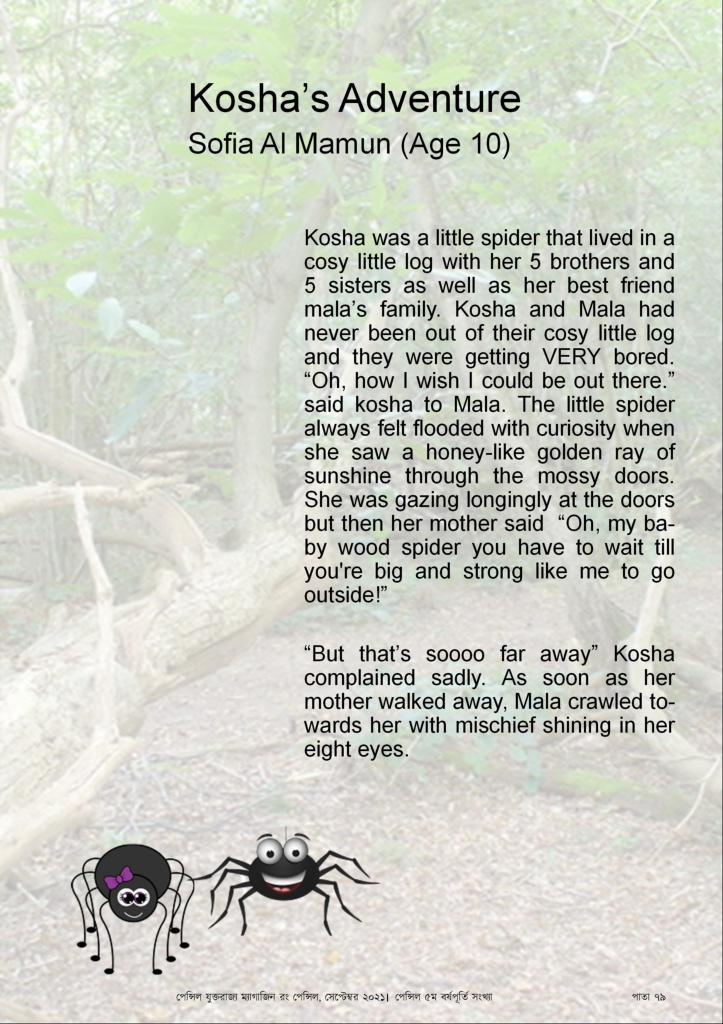 Kosha’s Adventure
Sofia Al Mamun (Age 10)
Kosha was a little spider that lived in a
cosy little log with her 5 brothers and
5 sisters as well as her best friend
mala’s family. Kosha and Mala had
never been out of their cosy little log
and they were getting VERY bored.
“Oh, how I wish I could be out there.”
said kosha to Mala. The little spider
always felt flooded with curiosity when
she saw a honey-like golden ray of
sunshine through the mossy doors.
She was gazing longingly at the doors
but then her mother said  “Oh, my ba-
by wood spider you have to wait till
you're big and strong like me to go
outside!”
“But that’s soooo far away” Kosha
complained sadly. As soon as her
mother walked away, Mala crawled to-
wards her with mischief shining in her
eight eyes.
পেন্সিল যুক্তরাজ্য ম্যাগাজিন রং পেন্সিল, সেপ্টেম্বর ২০২১। পেন্সিল ৫ম বর্ষপূর্তি সংখ্যা পাতা ৭৯